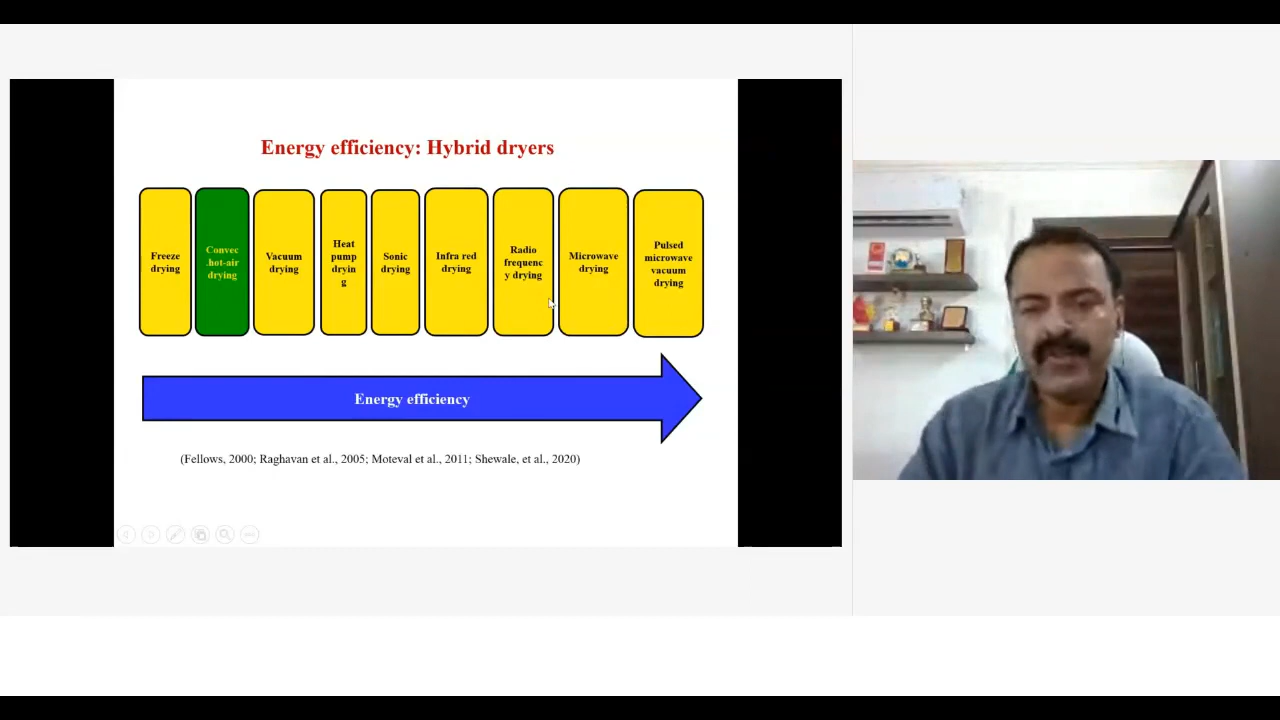 Energy efficiency: Hybrid dryers
Freeze
drying
Convec
.hot-air
drying
Vacuum
drying
Heat
pump
dryin
g
Sonic
drying
Infra red
drying
Radio
frequenc
y drying
Microwave
drying
Pulsed
microwave
vacuum
drying
Energy efficiency
(Fellows, 2000; Raghavan et al., 2005; Moteval et al., 2011; Shewale, et al., 2020)